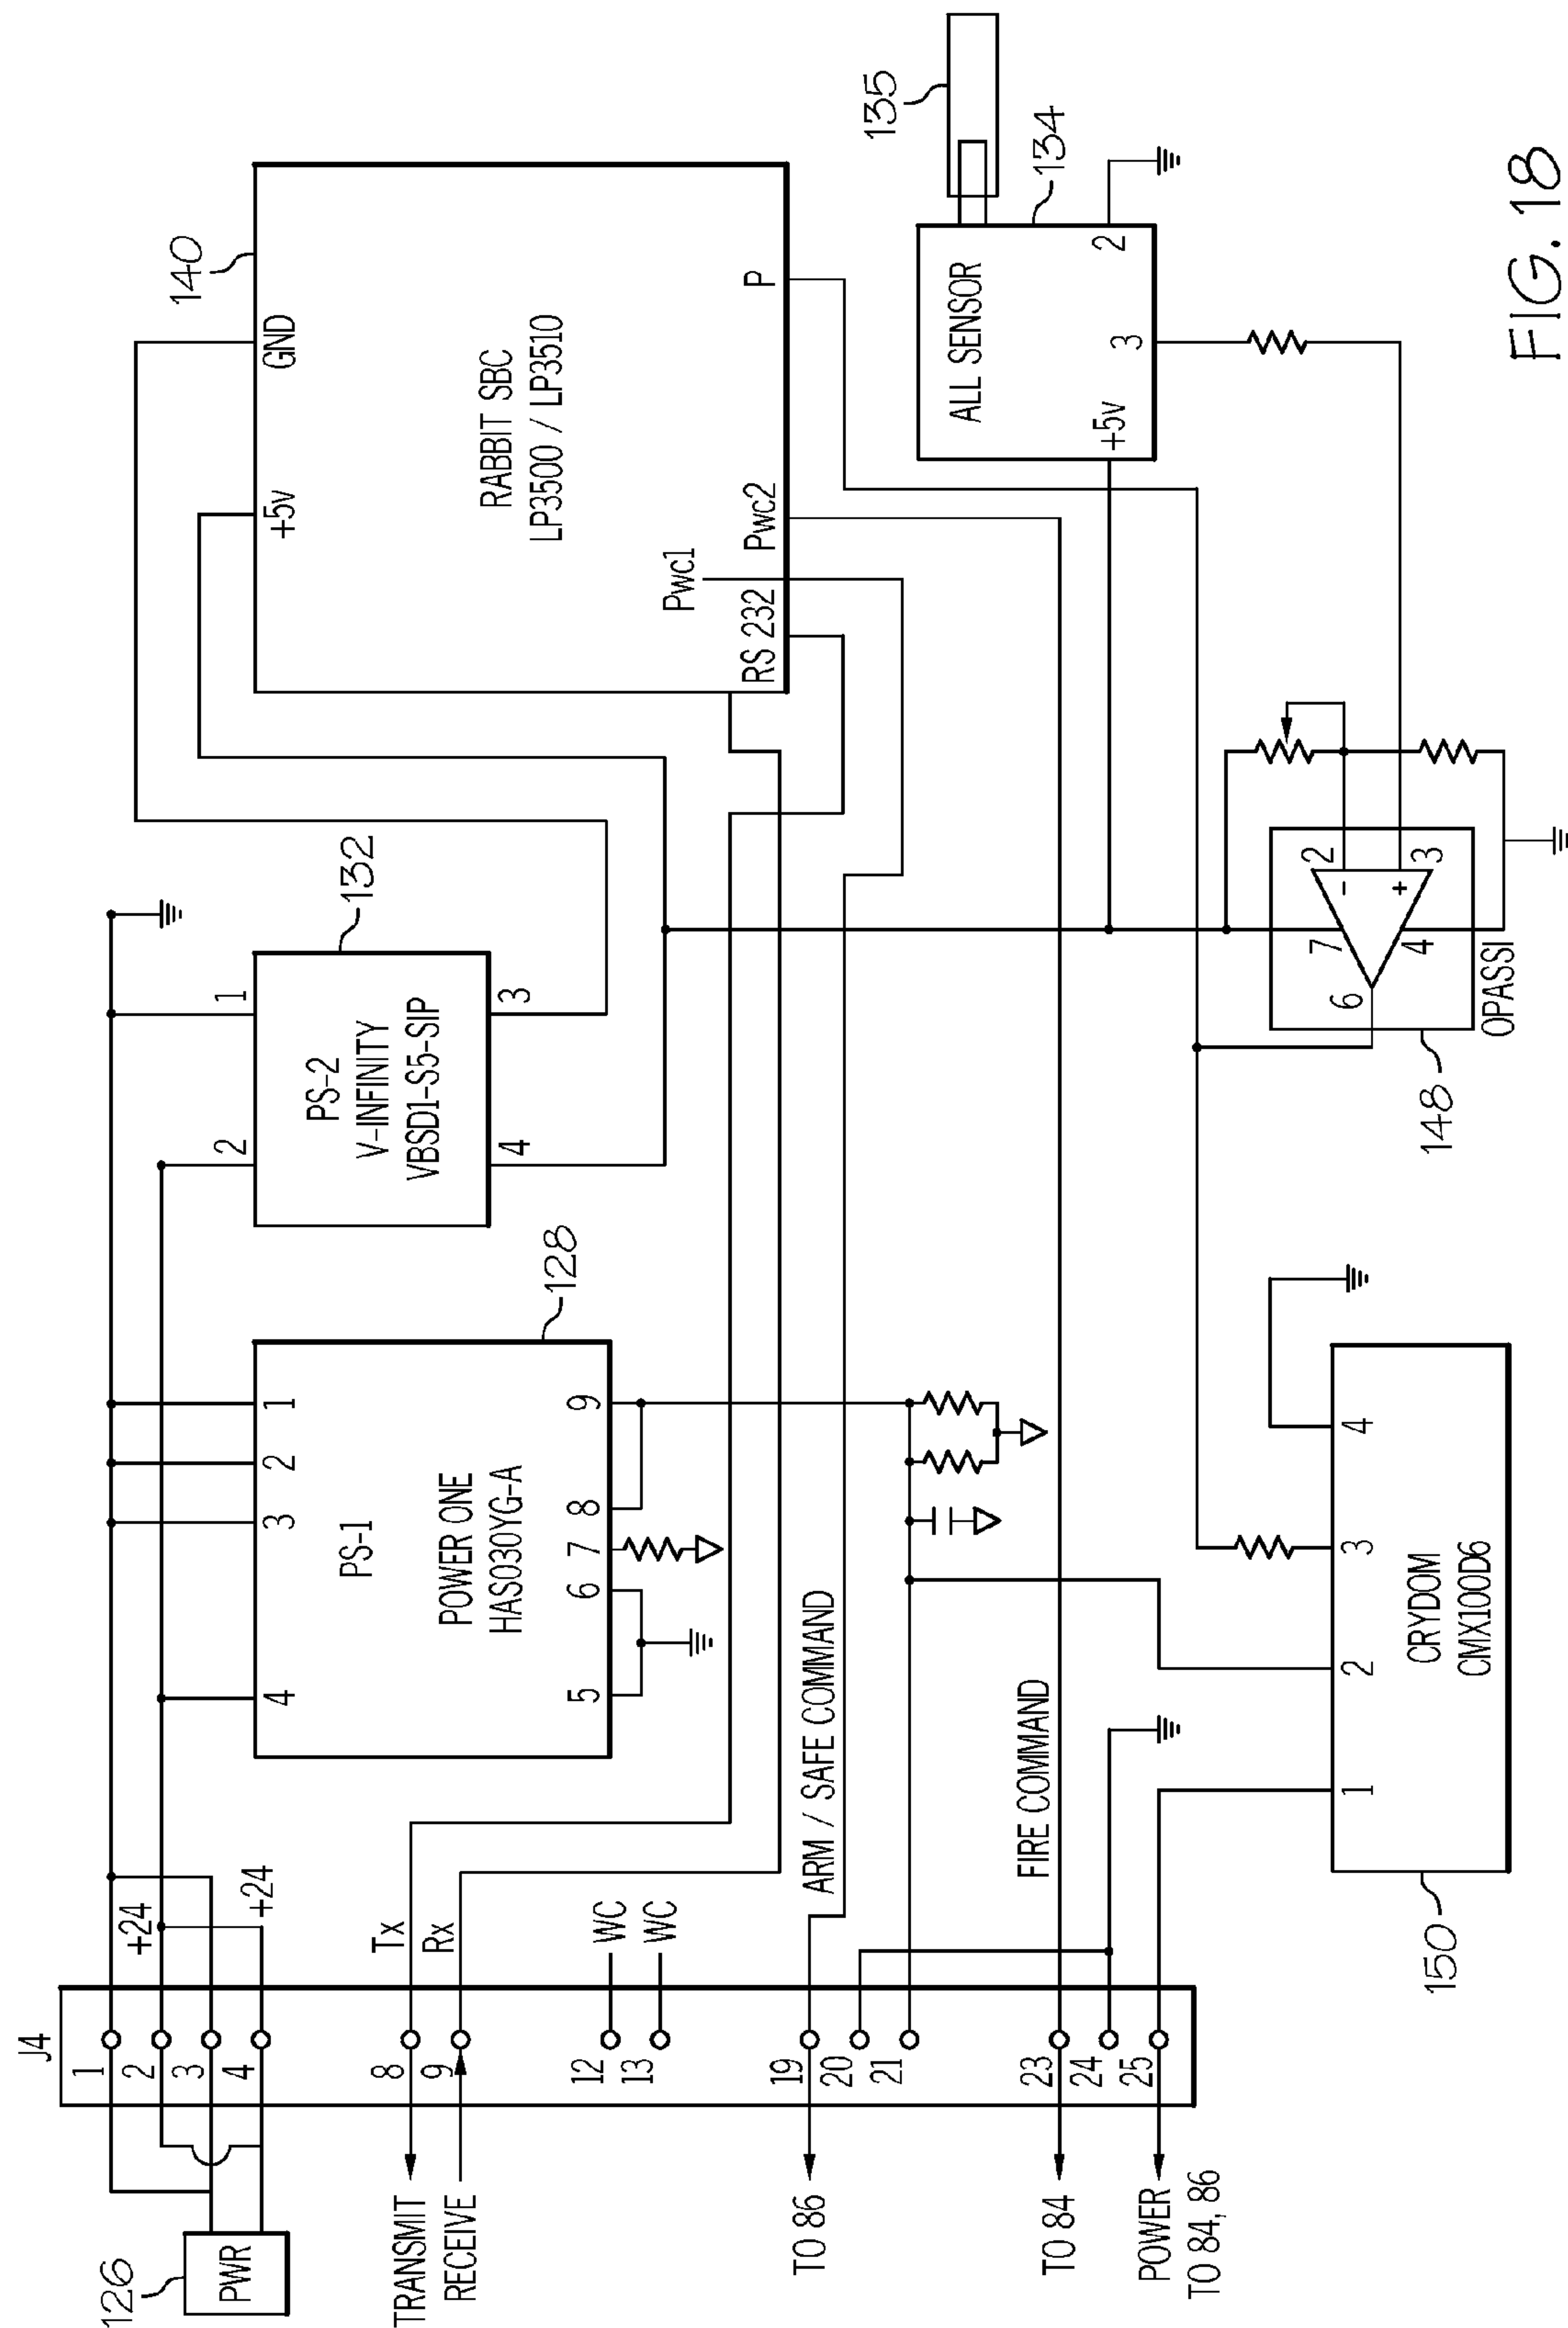 J4
1
2
3
4
8
9
12
13
19
20
21
23
24
25
126
PWR
+24
+24
TRANSMIT
RECEIVE
Tx
Rx
WC
WC
TO 86
ARM / SAFE COMMAND
TO 84
FIRE COMMAND
POWER
TO 84, 86
128
4
3
2
1
PS-1
POWER ONE
HAS030YG-A
5
6
7
8
9
132
2
1
PS-2
V-INFINITY
VBSD1-S5-SIP
4
3
140
+5v
GND
RABBIT SBC
LP3500 / LP3510
Pwc1
RS 232
Pwc2
P
135
134
ALL SENSOR
+5v
3
2
148
2
-
+
3
7
4
6
OPASSI
150
1
2
3
4
CRYDOM
CMX100D6
FIG. 18